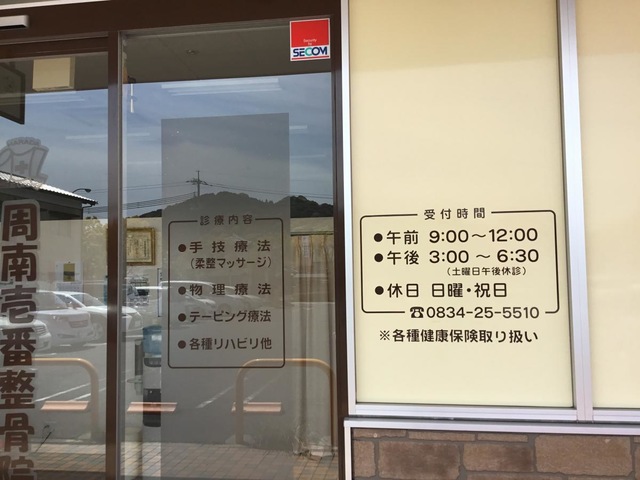 Security
SECOM
周南壱番整骨院
診療内容
●手技療法
(柔整マッサージ)
●物理療法
●テーピング療法
●各種リハビリ他
受付時間
●午前 9:00〜12:00
●午後 3:00〜 6:30
(土曜日午後休診)
●休日 日曜・祝日
☎0834-25-5510
※各種健康保険取り扱い